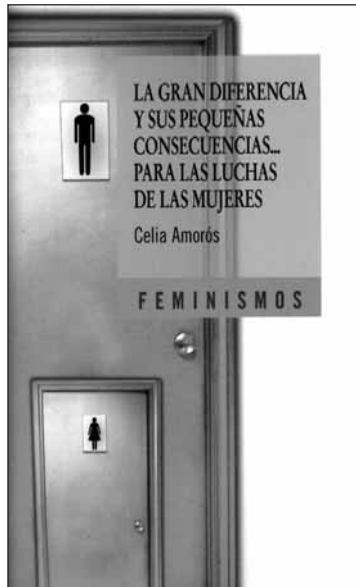 LA GRAN DIFERENCIA
Y SUS PEQUEÑAS
CONSECUENCIAS...
PARA LAS LUCHAS
DE LAS MUJERES
Celia Amorós
FEMINISMOS